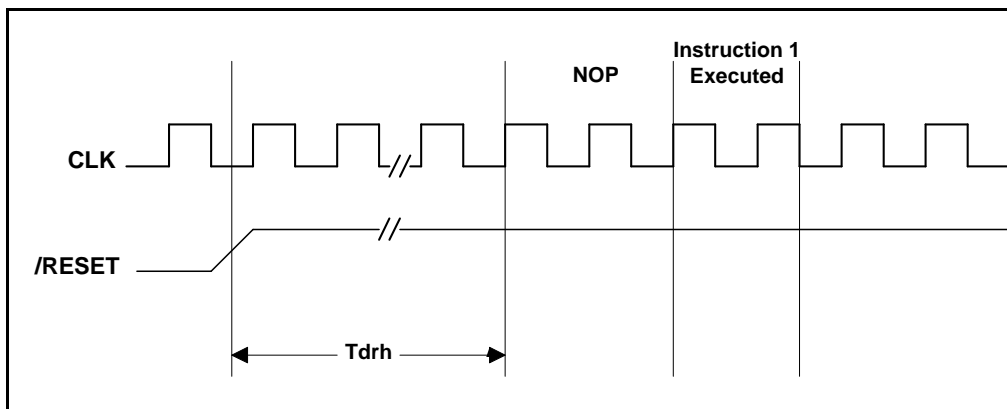 Instruction 1
Executed
NOP
CLK
/RESET
Tdrh